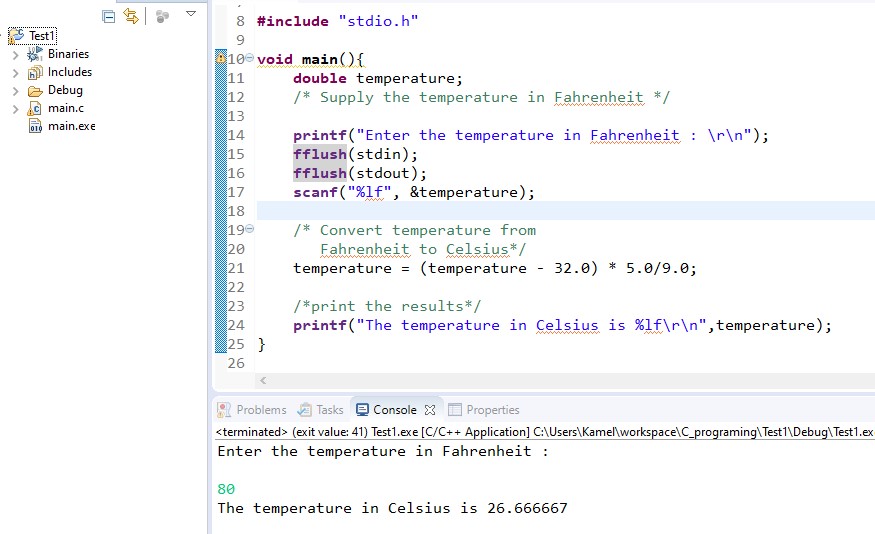 Test1
Binaries
Includes
Debug
main.c
main.exe
8 #include "stdio.h"
9
10 void main(){
11 double temperature;
12 /* Supply the temperature in Fahrenheit */
13
14 printf("Enter the temperature in Fahrenheit : \r\n");
15 fflush(stdin);
16 fflush(stdout);
17 scanf("%lf", &temperature);
18
19 /* Convert temperature from
20 Fahrenheit to Celsius*/
21 temperature = (temperature - 32.0) * 5.0/9.0;
22
23 /*print the results*/
24 printf("The temperature in Celsius is %lf\r\n",temperature);
25 }
26
Problems Tasks Console Properties
<terminated> (exit value: 41) Test1.exe [C/C++ Application] C:\Users\Kamel\workspace\C_programing\Test1\Debug\Test1.exe
Enter the temperature in Fahrenheit :
80
The temperature in Celsius is 26.666667